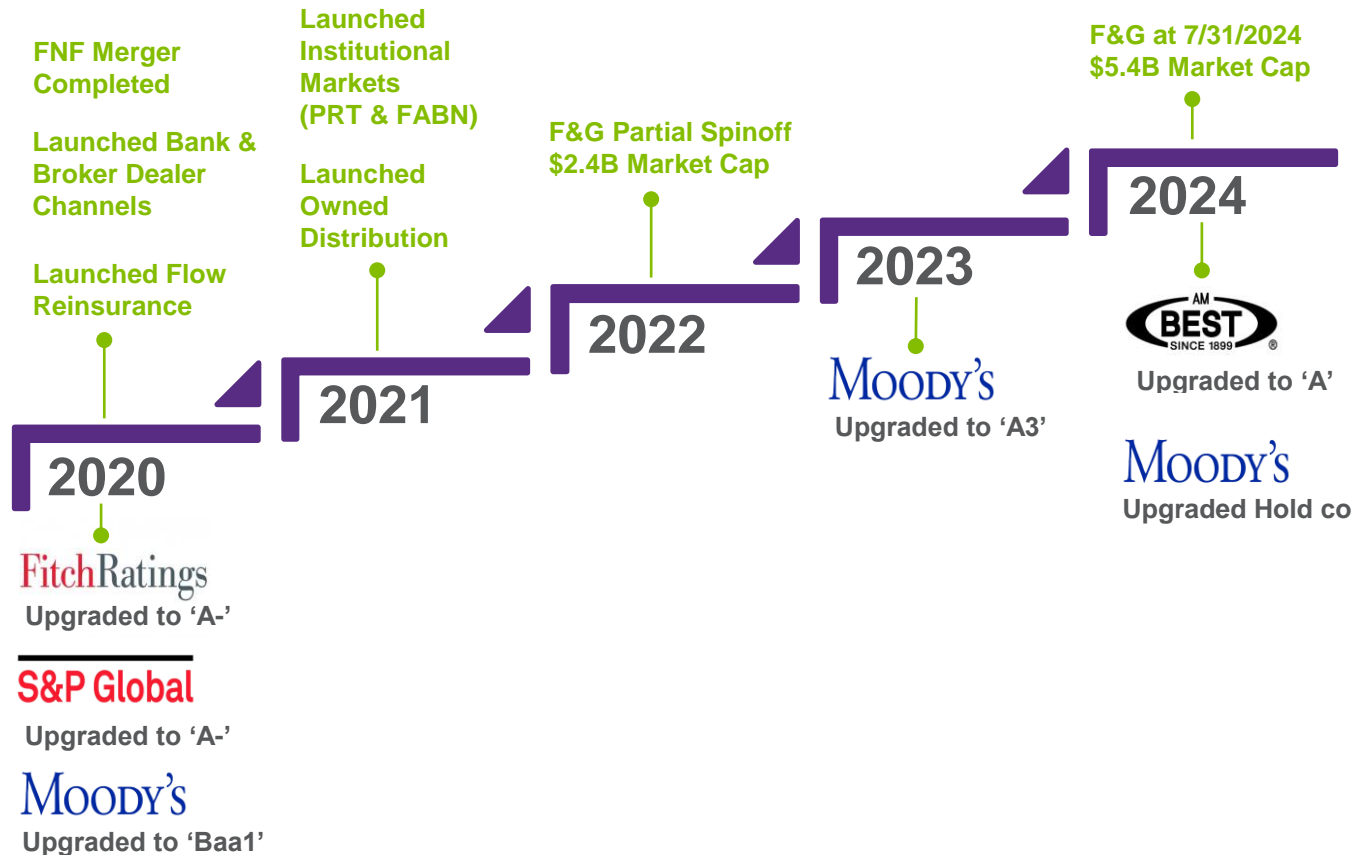 FNF Merger
Completed
Launched Bank &
Broker Dealer
Channels
Launched Flow
Reinsurance
2020
FitchRatings
Upgraded to ‘A-’
S&P Global
Upgraded to ‘A-’
MOODY’S
Upgraded to ‘Baa1’
Launched
Institutional
Markets
(PRT & FABN)
Launched
Owned
Distribution
2021
F&G Partial Spinoff
$2.4B Market Cap
2022
2023
MOODY’S
Upgraded to ‘A3’
F&G at 7/31/2024
$5.4B Market Cap
2024
AM
BEST
SINCE 1899
®
Upgraded to ‘A’
MOODY’S
Upgraded Hold co